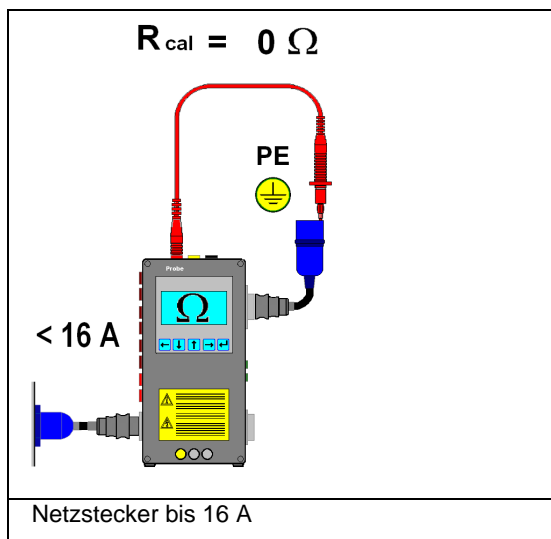 R cal = 0 Ω
PE
Probe
Ω
< 16 A
← ↓ ↑ → ↵
Netzstecker bis 16 A